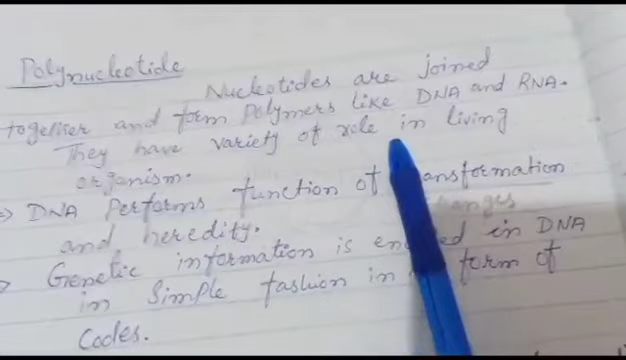 Polynucleotide
Nucleotides are joined
together and form Polymers like DNA and RNA.
They have variety of role in living
organism.
=> DNA Performs function of
and heredity.
Genetic information is in DNA
in simple fashion in form of
Codes.